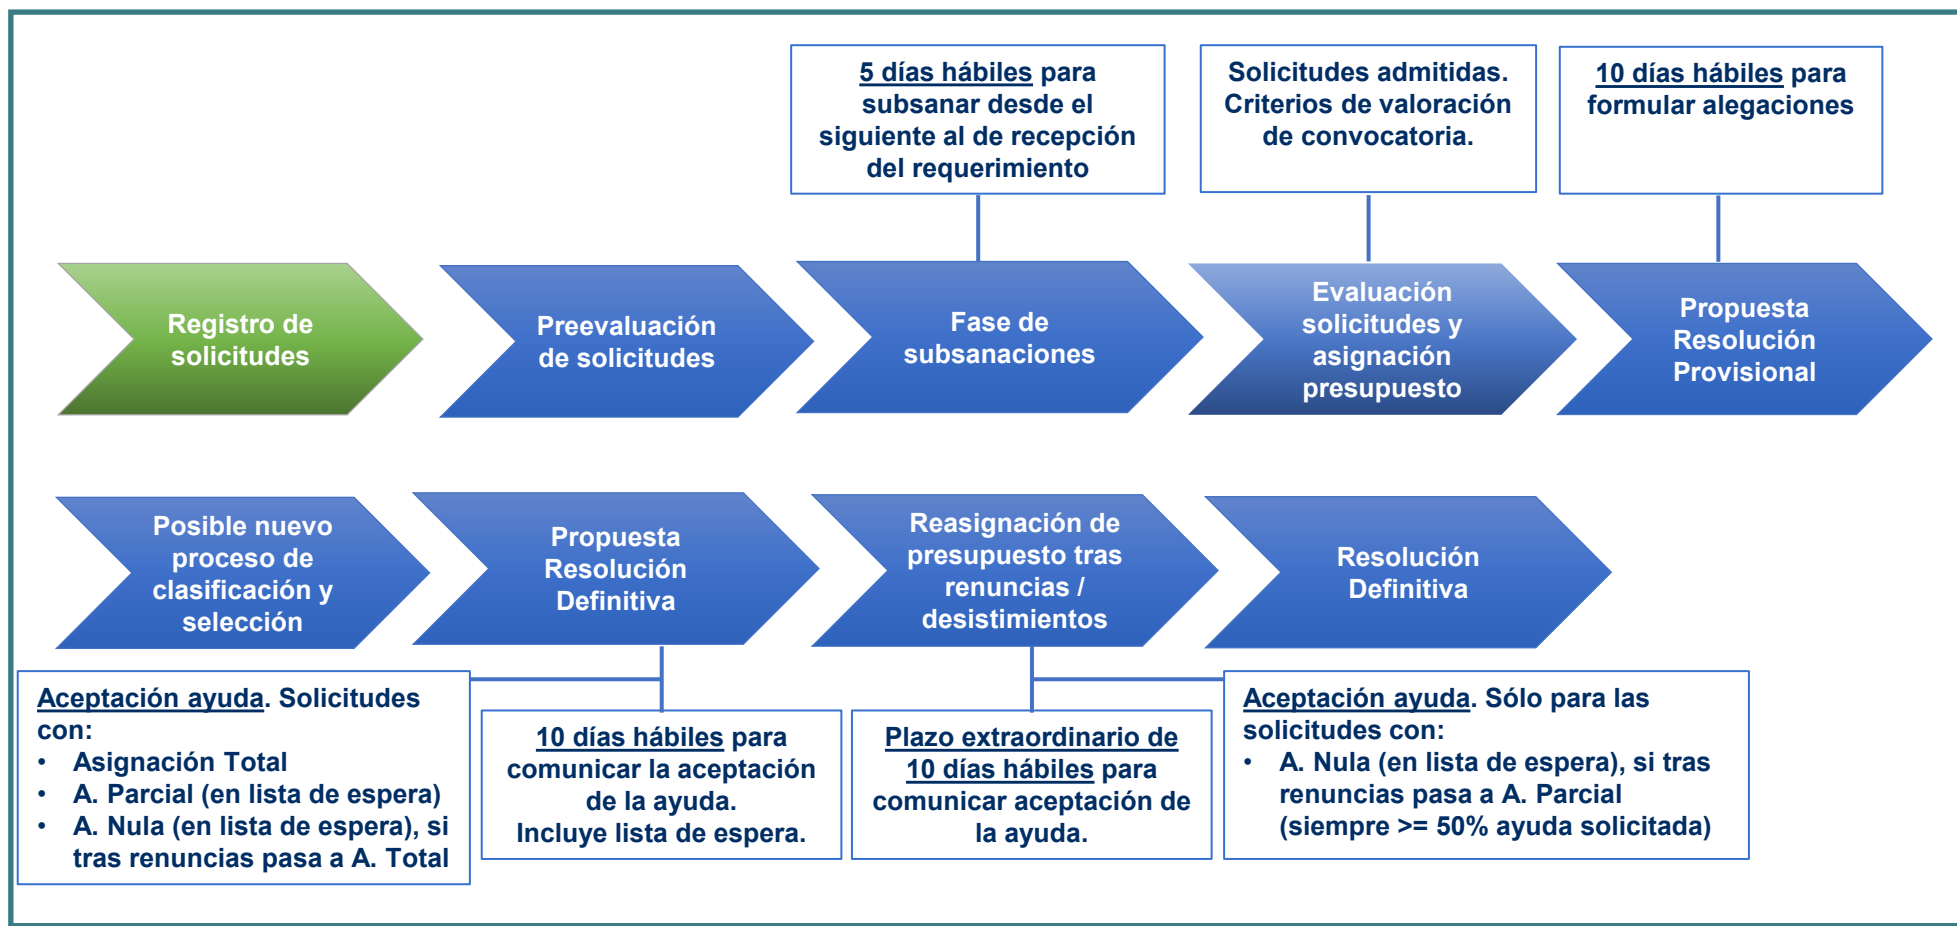 5 días hábiles para
subsanar desde el
siguiente al de recepción
del requerimiento
Solicitudes admitidas.
Criterios de valoración
de convocatoria.
10 días hábiles para
formular alegaciones
Registro de
solicitudes
Preevaluación
de solicitudes
Fase de
subsanaciones
Evaluación
solicitudes y
asignación
presupuesto
Propuesta
Resolución
Provisional
Posible nuevo
proceso de
clasificación y
selección
Propuesta
Resolución
Definitiva
Reasignación de
presupuesto tras
renuncias /
desistimientos
Resolución
Definitiva
Aceptación ayuda. Solicitudes
con:
• Asignación Total
• A. Parcial (en lista de espera)
• A. Nula (en lista de espera), si
tras renuncias pasa a A. Total
10 días hábiles para
comunicar la aceptación
de la ayuda.
Incluye lista de espera.
Plazo extraordinario de
10 días hábiles para
comunicar aceptación de
la ayuda.
Aceptación ayuda. Sólo para las
solicitudes con:
• A. Nula (en lista de espera), si tras
renuncias pasa a A. Parcial
(siempre >= 50% ayuda solicitada)